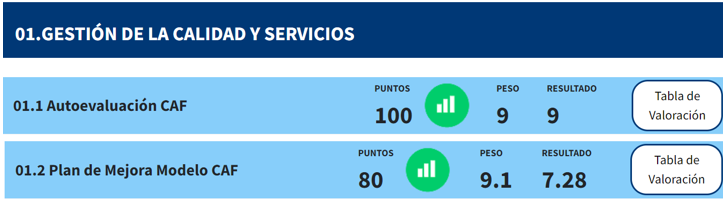 01.GESTIÓN DE LA CALIDAD Y SERVICIOS
PUNTOS PESO RESULTADO
01.1 Autoevaluación CAF 100 9 9 Tabla de
Valoración
PUNTOS PESO RESULTADO
01.2 Plan de Mejora Modelo CAF 80 9.1 7.28 Tabla de
Valoración